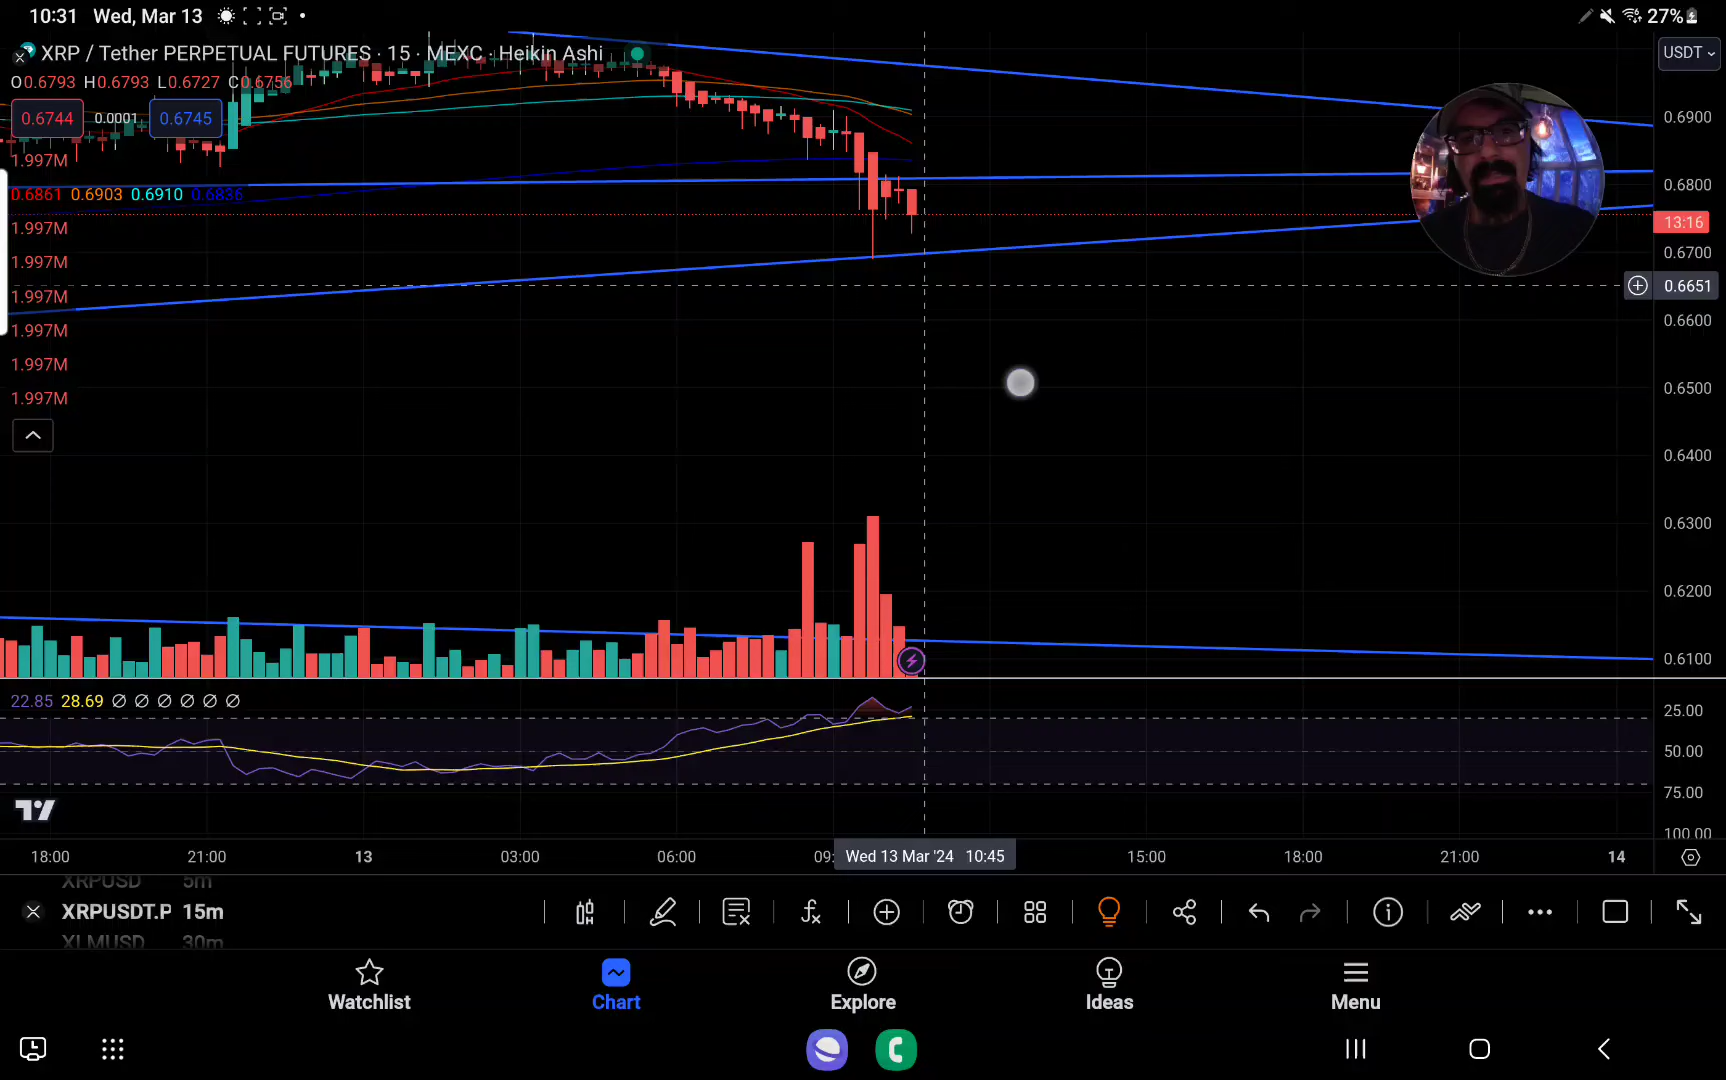 10:31 Wed, Mar 13
27%
XRP / Tether PERPETUAL FUTURES · 15 · MEXC · Heikin Ashi
USDT
O0.6793 H0.6793 L0.6727 C0.6756
0.6744 0.0001 0.6745
0.6900
1.997M
0.6861 0.6903 0.6910 0.6836
0.6800
1.997M
13:16
0.6700
1.997M
1.997M
0.6651
1.997M
0.6600
1.997M
0.6500
1.997M
0.6400
0.6300
0.6200
0.6100
22.85 28.69 ∅ ∅ ∅ ∅ ∅ ∅
25.00
50.00
75.00
100.00
18:00 21:00 13 03:00 06:00 09: Wed 13 Mar '24 10:45 15:00 18:00 21:00 14
XRPUSD 5m
XRPUSDT.P 15m
XLMUSD 30m
Watchlist Chart Explore Ideas Menu